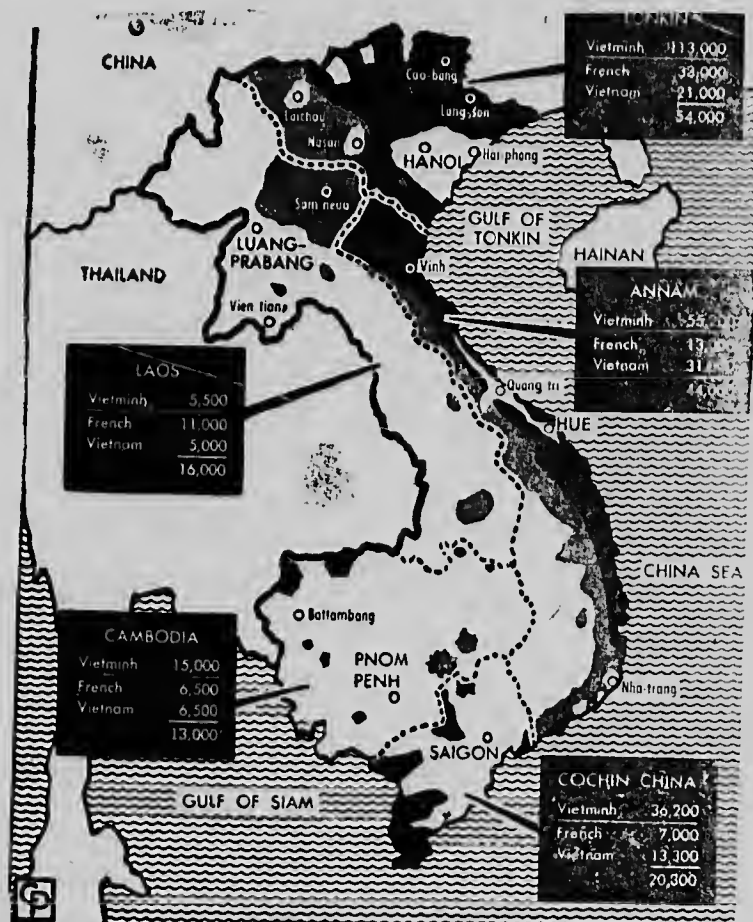 TONKIN
Vietminh 113,000
French 33,000
Vietnam 21,000
54,000
CHINA
Cao-bang
Lang-son
Laichau
Nasan
HANOI
Hai-phong
Sam neua
GULF OF
TONKIN
HAINAN
LUANG-
PRABANG
Vinh
THAILAND
Vien tiane
ANNAM
Vietminh 55
French 13
Vietnam 31
LAOS
Vietminh 5,500
French 11,000
Vietnam 5,000
16,000
Quang tri
HUE
CHINA SEA
Battambang
CAMBODIA
Vietminh 15,000
French 6,500
Vietnam 6,500
13,000
PNOM
PENH
Nha-trang
SAIGON
GULF OF SIAM
COCHIN CHINA
Vietminh 36,200
French 7,000
Vietnam 13,300
20,300